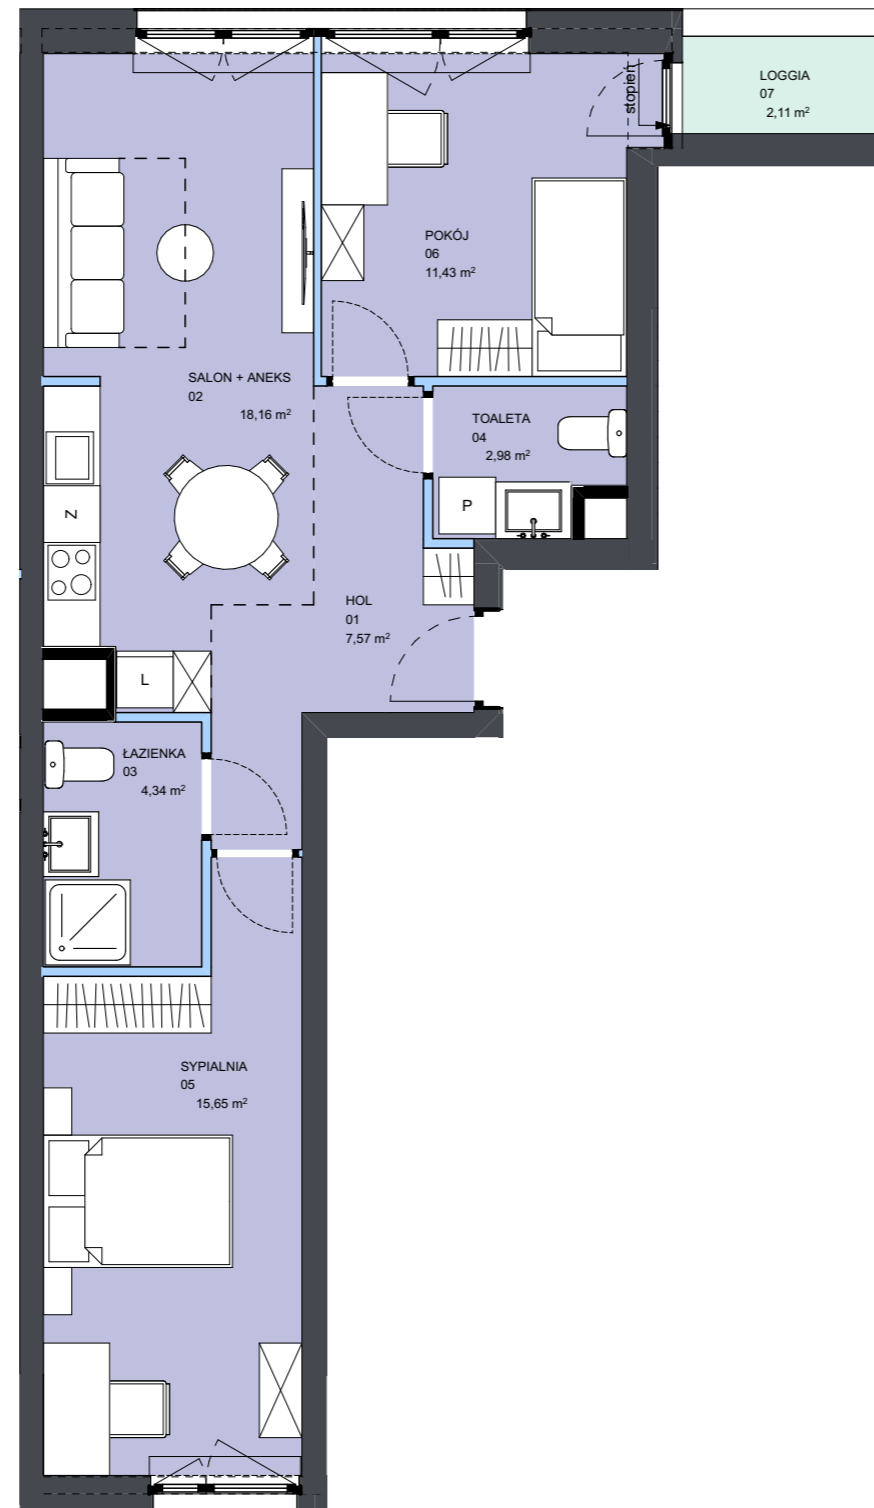 LOGGIA
07
2,11 m²
stopień
POKÓJ
06
11,43 m²
SALON + ANEKS
02
18,16 m²
TOALETA
04
2,98 m²
P
Z
HOL
01
7,57 m²
L
ŁAZIENKA
03
4,34 m²
SYPIALNIA
05
15,65 m²